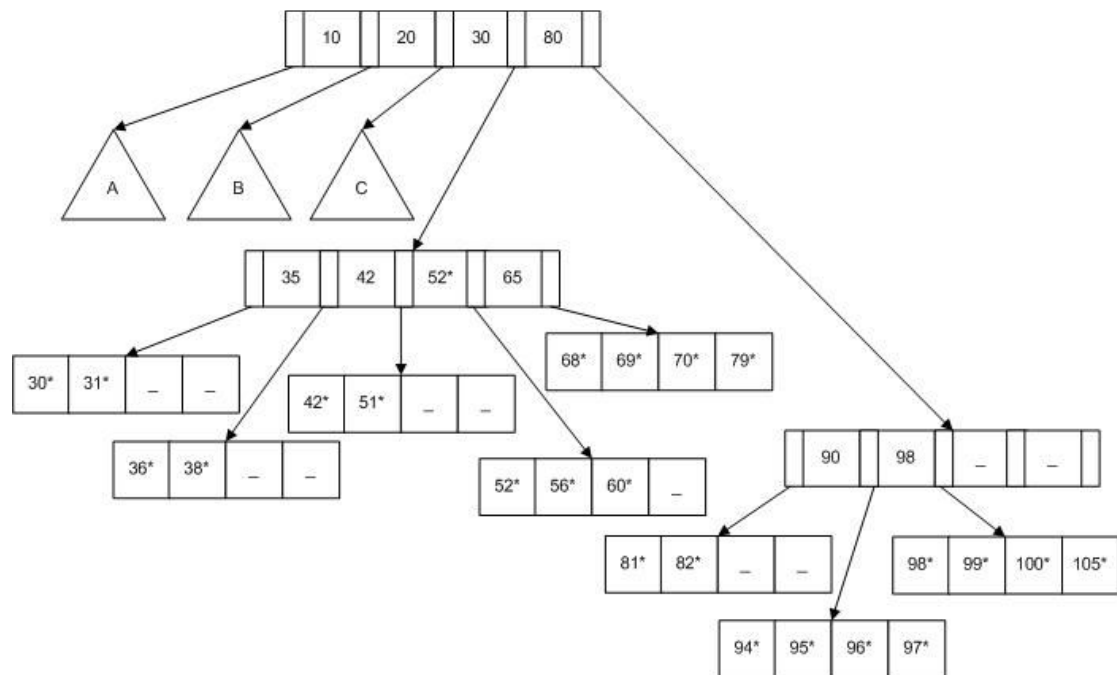 10 20 30 80
A B C
35 42 52* 65
68* 69* 70* 79*
30* 31* _ _
42* 51* _ _
36* 38* _ _
90 98 _ _
52* 56* 60* _
81* 82* _ _
98* 99* 100* 105*
94* 95* 96* 97*